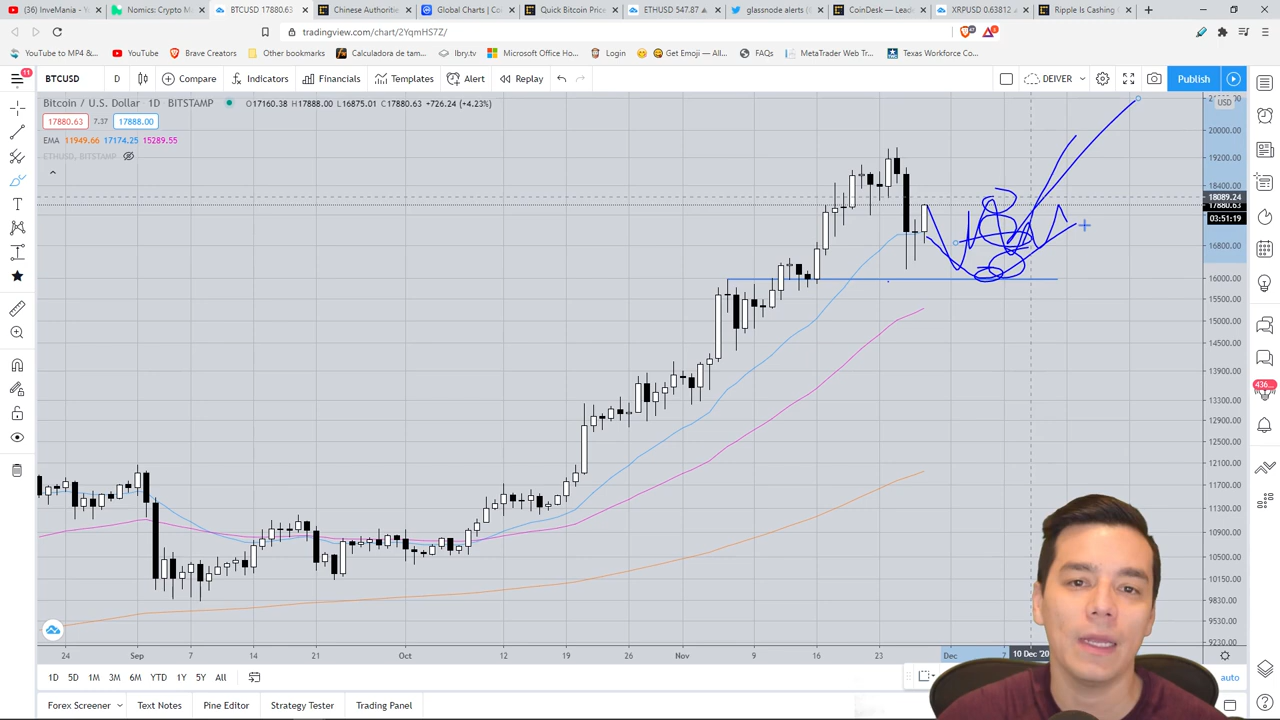 (36) InveMania - Y
Nomics: Crypto M
BTCUSD 17880.63
Chinese Authoritie
Global Charts | Co
Quick Bitcoin Price
ETHUSD 547.87
glassnode alerts (
CoinDesk — Lead
XRPUSD 0.63812
Ripple Is Cashing
tradingview.com/chart/2YqmHS7Z/
YouTube to MP4 &...
YouTube
Brave Creators
Construction
Calculadora de tam...
lbry.tv
Microsoft Office Ho...
Login
Get Emoji — All...
FAQs
MetaTrader Web Tr...
Texas Workforce Co...
11
BTCUSD
D
Compare
Indicators
Financials
Templates
Alert
Replay
DEIVER
Publish
Bitcoin / U.S. Dollar 1D BITSTAMP
O17160.38 H17888.00 L16875.01 C17880.63 +726.24 (+4.23%)
USD
17880.63
7.37
17888.00
20000.00
EMA 11949.66 17174.25 15289.55
ETHUSD, BITSTAMP
19200.00
18400.00
18089.24
17880.63
03:51:19
16800.00
16000.00
15500.00
15000.00
14500.00
13900.00
436...
13300.00
12900.00
12500.00
12100.00
11700.00
11300.00
10900.00
10500.00
10150.00
9830.00
9530.00
9230.00
24
Sep
7
14
21
Oct
12
19
26
Nov
9
16
23
Dec
7
10 Dec '20
1D 5D 1M 3M 6M YTD 1Y 5Y All
auto
Forex Screener
Text Notes
Pine Editor
Strategy Tester
Trading Panel